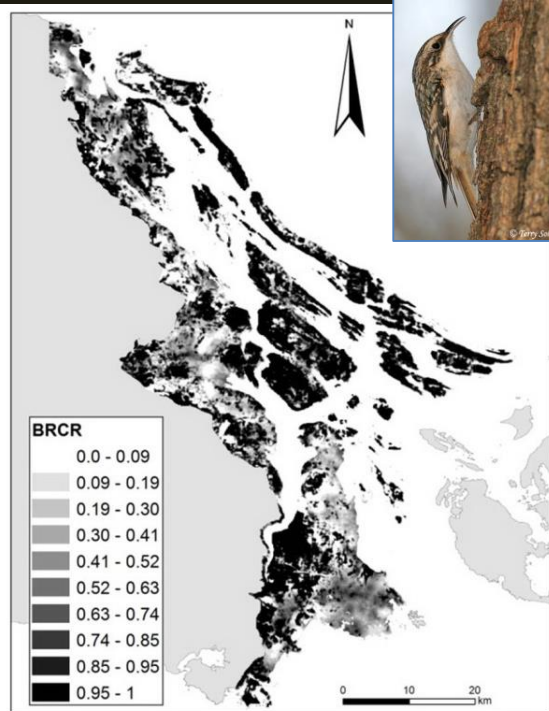 N
© Terry
BRCR
0.0 - 0.09
0.09 - 0.19
0.19 - 0.30
0.30 - 0.41
0.41 - 0.52
0.52 - 0.63
0.63 - 0.74
0.74 - 0.85
0.85 - 0.95
0.95 - 1
0 10 20
km